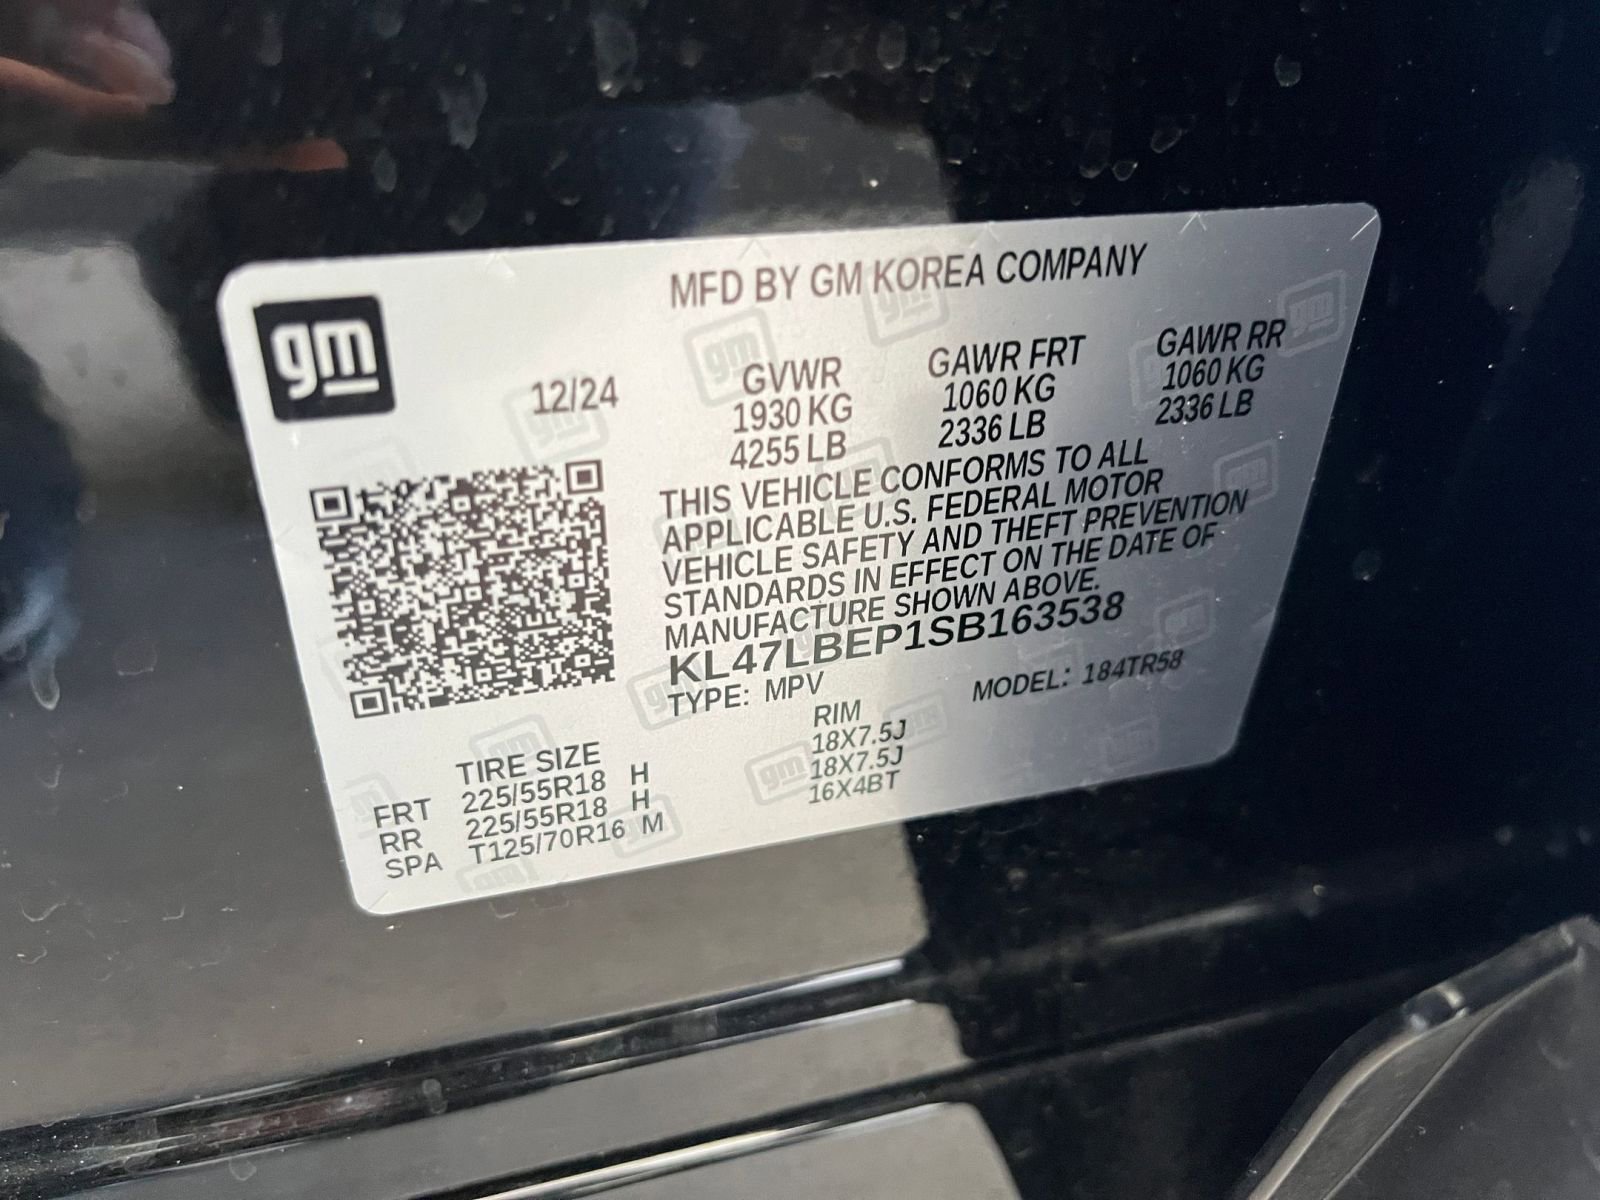 gm
MFD BY GM KOREA COMPANY
12/24
GVWR
1930 KG
4255 LB
GAWR FRT
1060 KG
2336 LB
GAWR RR
1060 KG
2336 LB
THIS VEHICLE CONFORMS TO ALL
APPLICABLE U.S. FEDERAL MOTOR
VEHICLE SAFETY AND THEFT PREVENTION
STANDARDS IN EFFECT ON THE DATE OF
MANUFACTURE SHOWN ABOVE.
KL47LBEP1SB163538
TYPE: MPV
MODEL: 184TR58
TIRE SIZE
RIM
FRT 225/55R18 H 18X7.5J
RR 225/55R18 H 18X7.5J
SPA T125/70R16 M 16X4BT